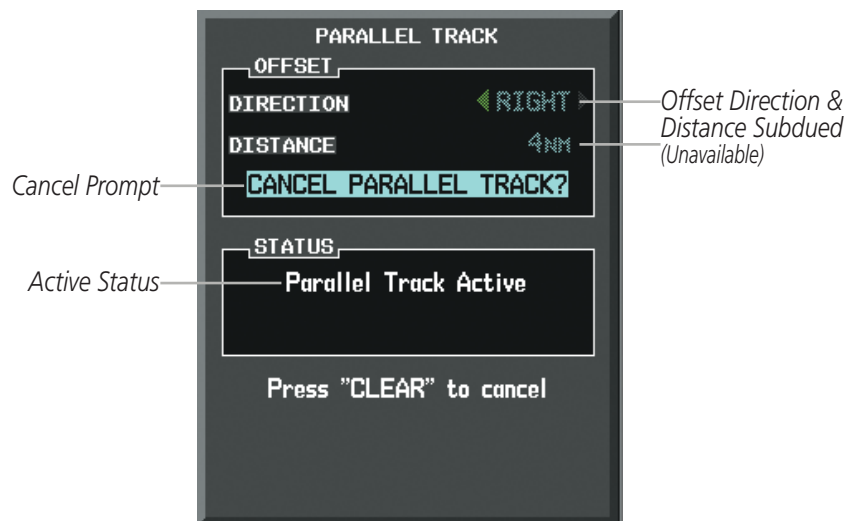 PARALLEL TRACK
OFFSET
DIRECTION RIGHT
Offset Direction &
Distance Subdued
(Unavailable)
DISTANCE 4NM
Cancel Prompt
CANCEL PARALLEL TRACK?
STATUS
Active Status
Parallel Track Active
Press "CLEAR" to cancel